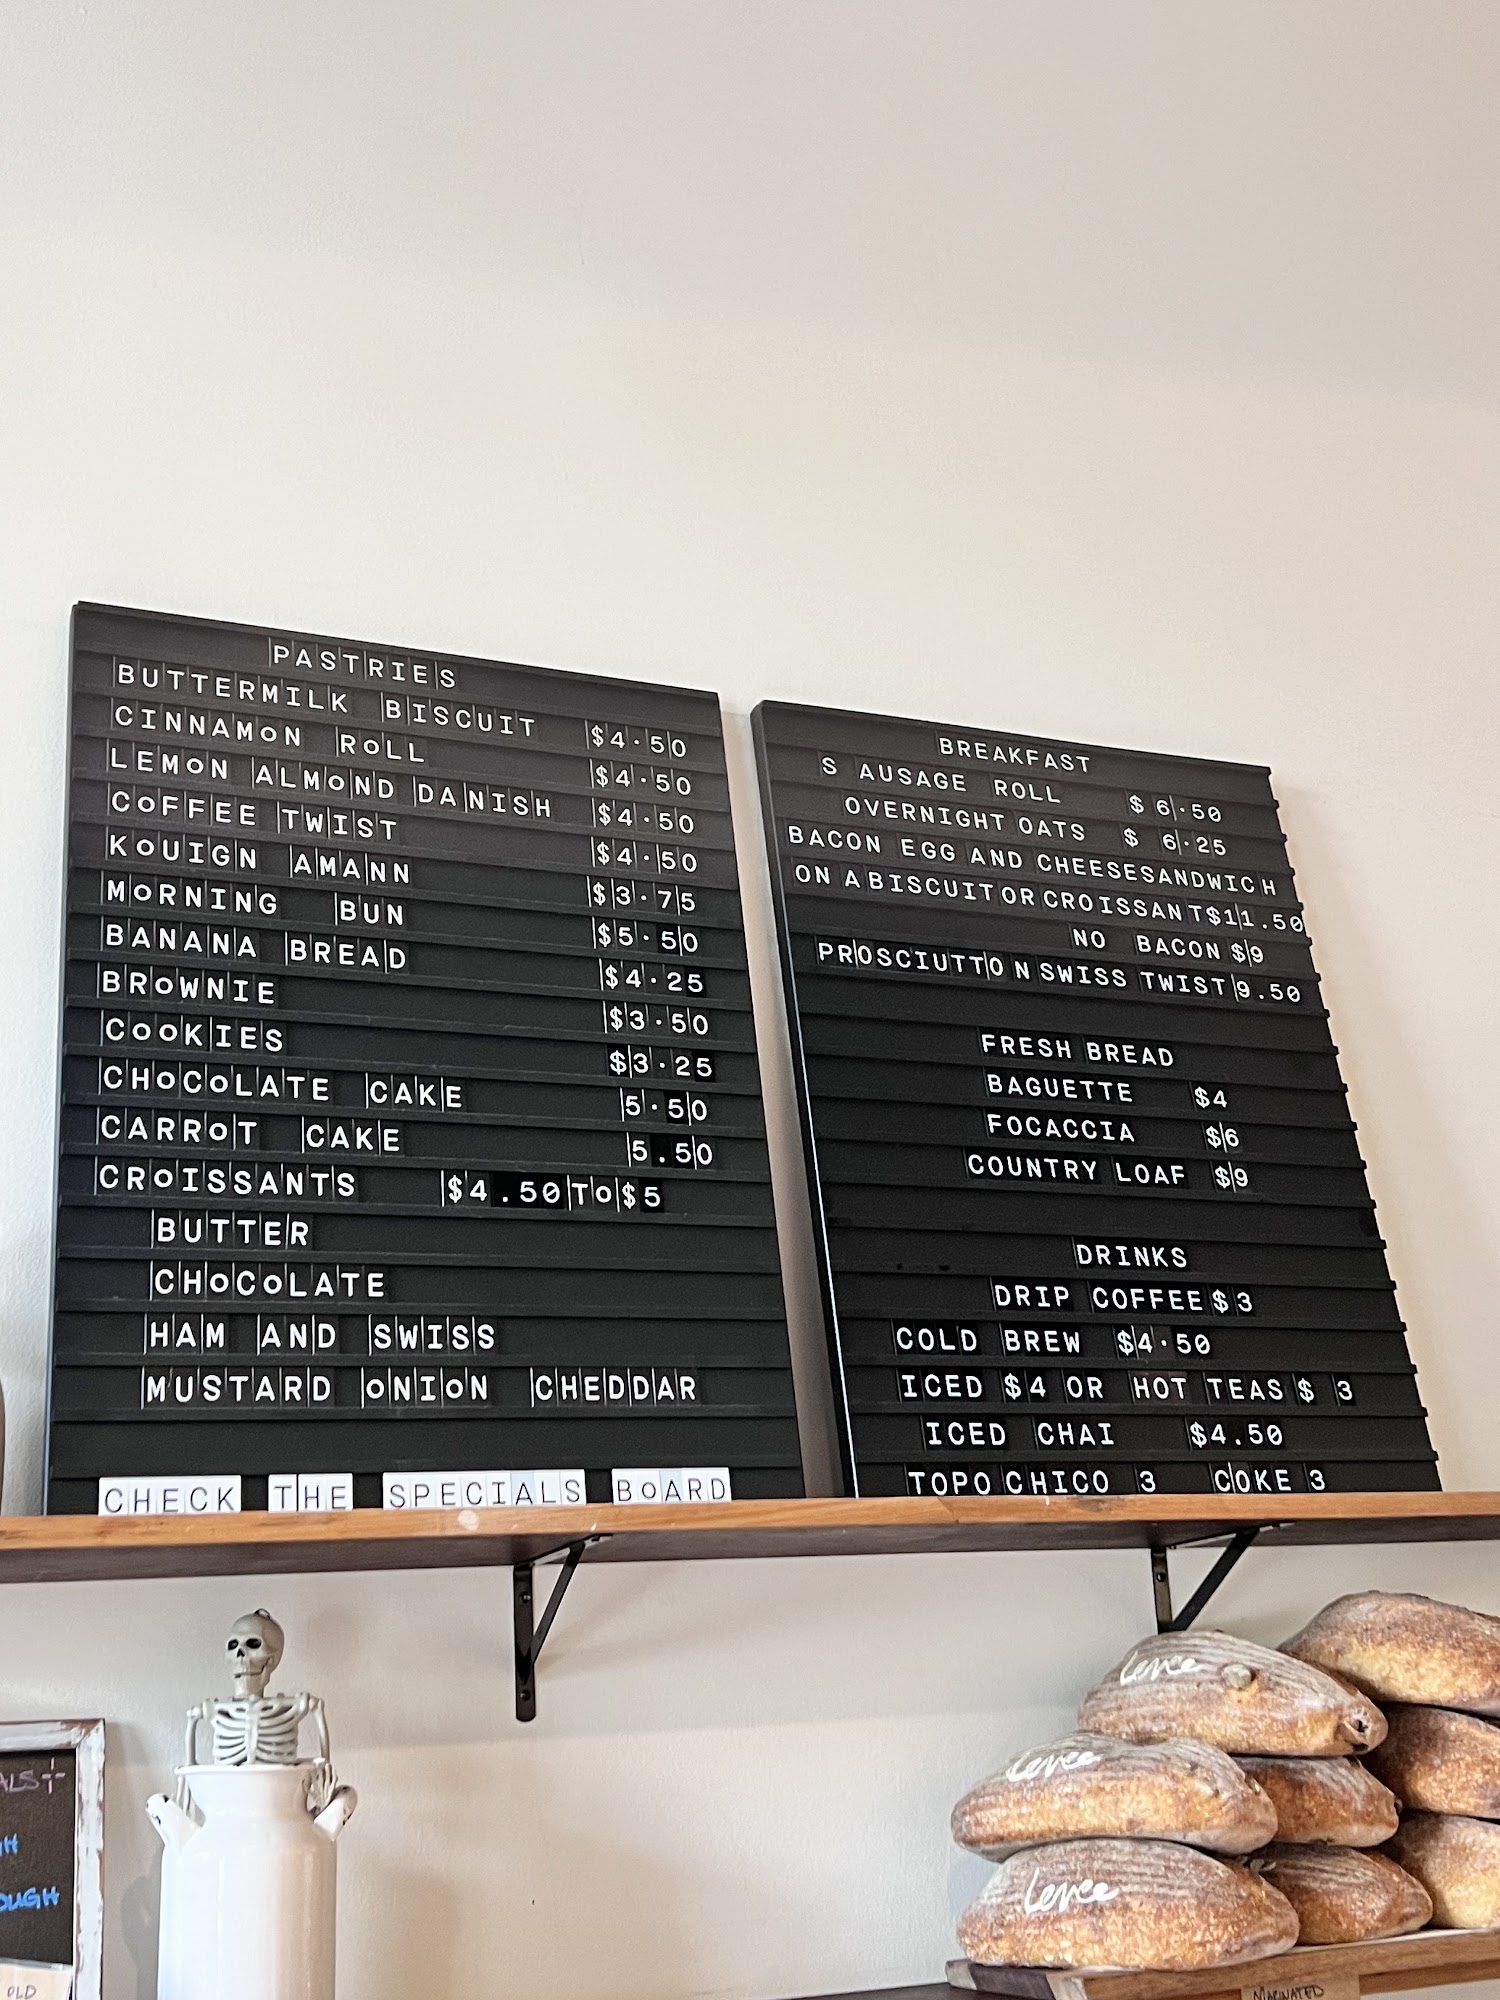 PASTRIES
BUTTERMILK BISCUIT $4.50
CINNAMON ROLL $4.50
LEMON ALMOND DANISH $4.50
COFFEE TWIST $4.50
KOUIGN AMANN $3.75
MORNING BUN $5.50
BANANA BREAD $4.25
BROWNIE $3.50
COOKIES $3.25
CHOCOLATE CAKE 5.50
CARROT CAKE 5.50
CROISSANTS $4.50 TO $5
BUTTER
CHOCOLATE
HAM AND SWISS
MUSTARD ONION CHEDDAR
CHECK THE SPECIALS BOARD
BREAKFAST
S AUSAGE ROLL $6.50
OVERNIGHT OATS $ 6.25
BACON EGG AND CHEESESANDWICH
ON A BISCUIT OR CROISSANT $11.50
NO BACON $9
PROSCIUTTO N SWISS TWIST 9.50
FRESH BREAD
BAGUETTE $4
FOCACCIA $6
COUNTRY LOAF $9
DRINKS
DRIP COFFEE $3
COLD BREW $4.50
ICED $4 OR HOT TEAS $ 3
ICED CHAI $4.50
TOPO CHICO 3 COKE 3
Levee
Levee
Levee
OLD
MARINATED